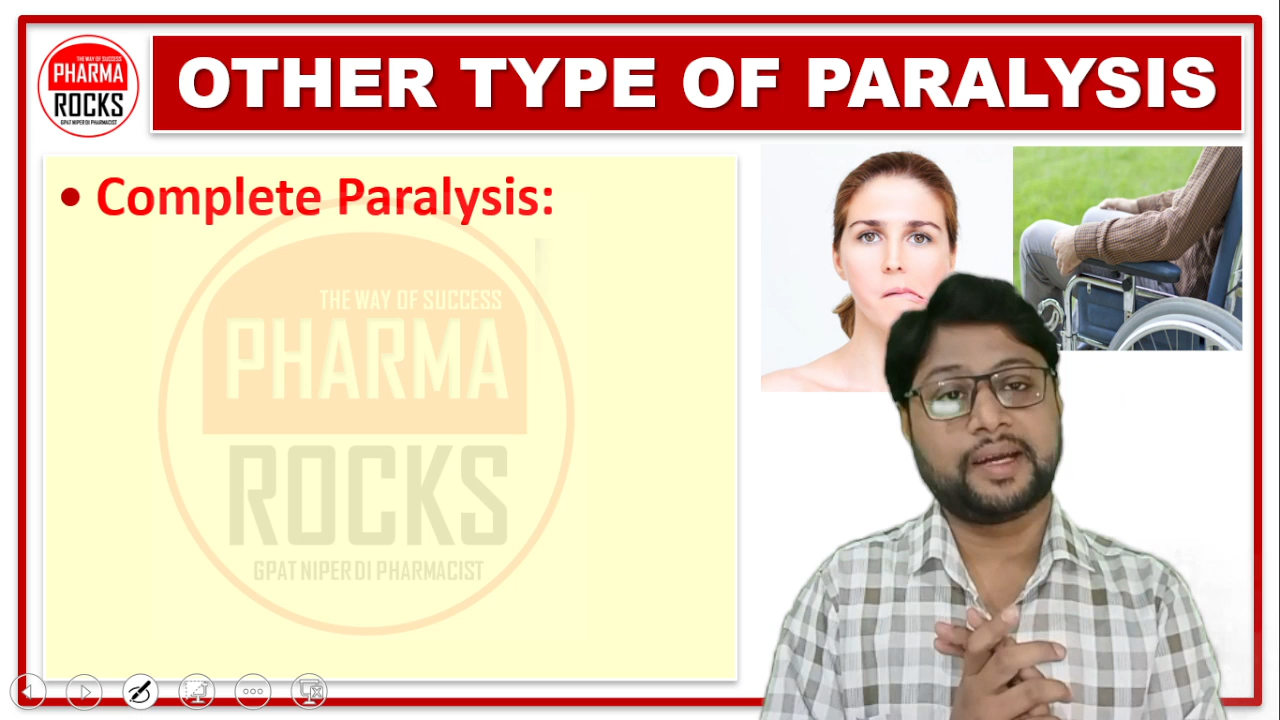 THE WAY OF SUCCESS
PHARMA
ROCKS
GPAT NIPER DI PHARMACIST
OTHER TYPE OF PARALYSIS
• Complete Paralysis:
THE WAY OF SUCCESS
PHARMA
ROCKS
GPAT NIPER DI PHARMACIST